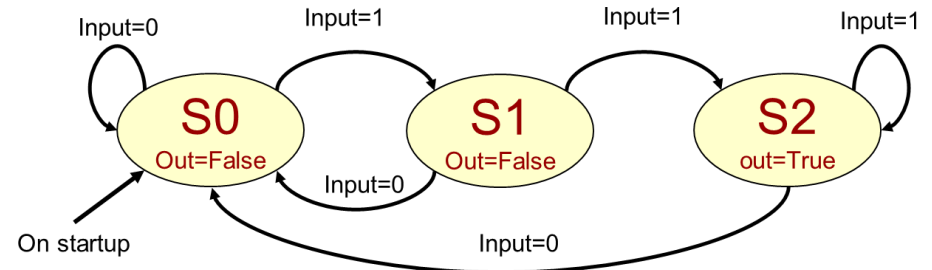 Input=0
Input=1
Input=1
Input=1
S0
Out=False
S1
Out=False
S2
out=True
Input=0
On startup
Input=0